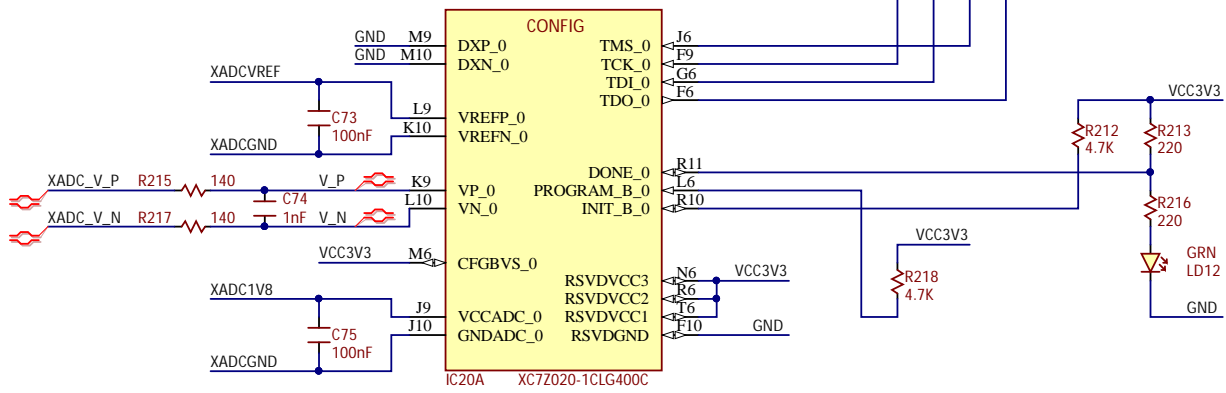 CONFIG
GND M9 DXP_0 TMS_0 J6
GND M10 DXN_0 TCK_0 F9
XADCVREF TDI_0 G6
TDO_0 F6
VCC3V3
C73
100nF
L9 VREFP_0
K10 VREFN_0
XADCGND
R212
4.7K
R213
220
DONE_0 R11
XADC_V_P R215 140 V_P K9 VP_0 PROGRAM_B_0 L6
C74
1nF
L10 VN_0 INIT_B_0 R10
XADC_V_N R217 140 V_N
R216
220
VCC3V3
VCC3V3 M6 CFGBVS_0
GRN
LD12
RSVDVCC3 N6 VCC3V3
R218
4.7K
XADC1V8 RSVDVCC2 R6
J9 VCCADC_0 RSVDVCC1 T6
GND
J10 GNDADC_0 RSVDGND F10 GND
C75
100nF
XADCGND
IC20A XC7Z020-1CLG400C